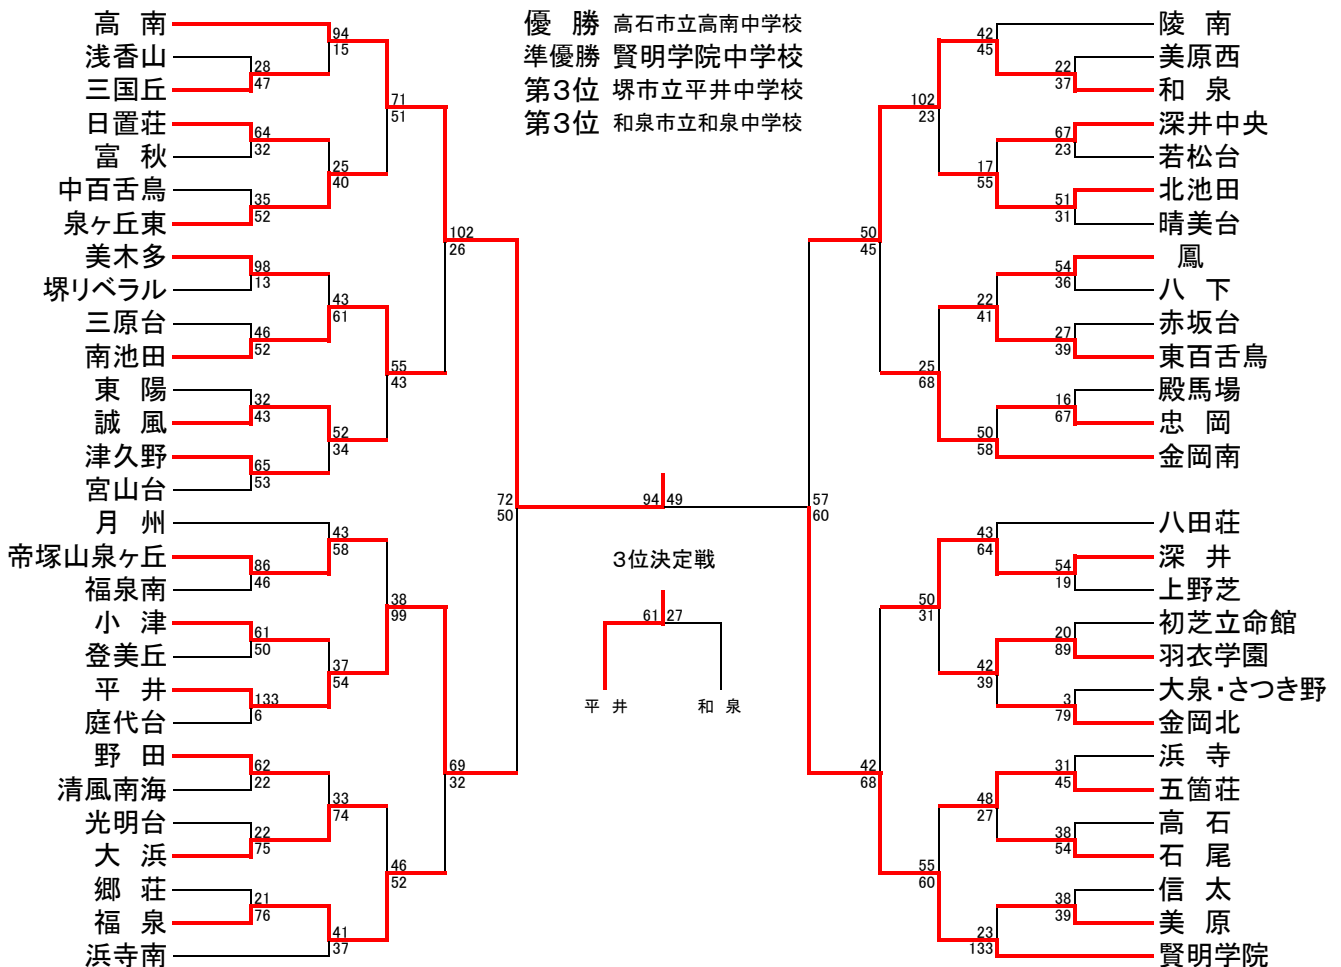 優 勝 高石市立高南中学校
準優勝 賢明学院中学校
第3位 堺市立平井中学校
第3位 和泉市立和泉中学校
高 南
浅香山
三国丘
日置荘
富 秋
中百舌鳥
泉ヶ丘東
美木多
堺リベラル
三原台
南池田
東 陽
誠 風
津久野
宮山台
月 州
帝塚山泉ヶ丘
福泉南
小 津
登美丘
平 井
庭代台
野 田
清風南海
光明台
大 浜
郷 荘
福 泉
浜寺南
94
15
28
47
64
32
25
40
35
52
71
51
98
13
43
61
46
52
55
43
32
43
52
34
65
53
102
26
43
58
86
46
38
99
61
50
37
54
133
6
62
22
33
74
22
75
46
52
21
76
41
37
69
32
72
50
94 49
3位決定戦
61 27
平 井 和 泉
57
60
50
45
102
23
42
45
22
37
67
23
17
55
51
31
54
36
22
41
27
39
25
68
16
67
50
58
43
64
54
19
50
31
20
89
42
39
3
79
42
68
31
45
48
27
38
54
55
60
38
39
23
133
陵 南
美原西
和 泉
深井中央
若松台
北池田
晴美台
鳳
八 下
赤坂台
東百舌鳥
殿馬場
忠 岡
金岡南
八田荘
深 井
上野芝
初芝立命館
羽衣学園
大泉・さつき野
金岡北
浜 寺
五箇荘
高 石
石 尾
信 太
美 原
賢明学院